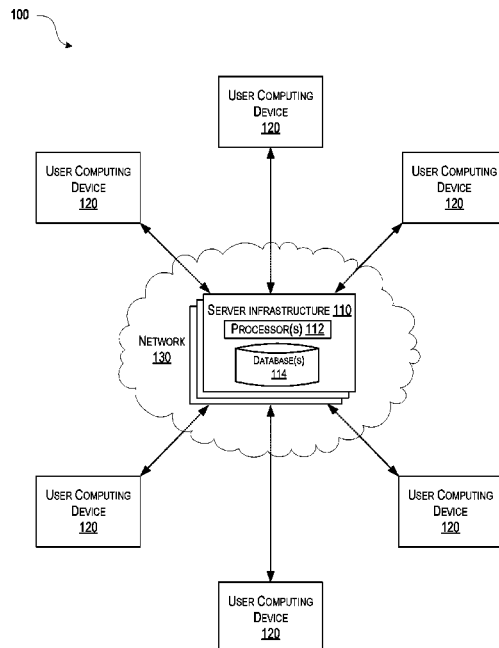 100
USER COMPUTING
DEVICE
120
USER COMPUTING
DEVICE
120
USER COMPUTING
DEVICE
120
SERVER INFRASTRUCTURE 110
PROCESSOR(S) 112
DATABASE(S)
114
NETWORK
130
USER COMPUTING
DEVICE
120
USER COMPUTING
DEVICE
120
USER COMPUTING
DEVICE
120